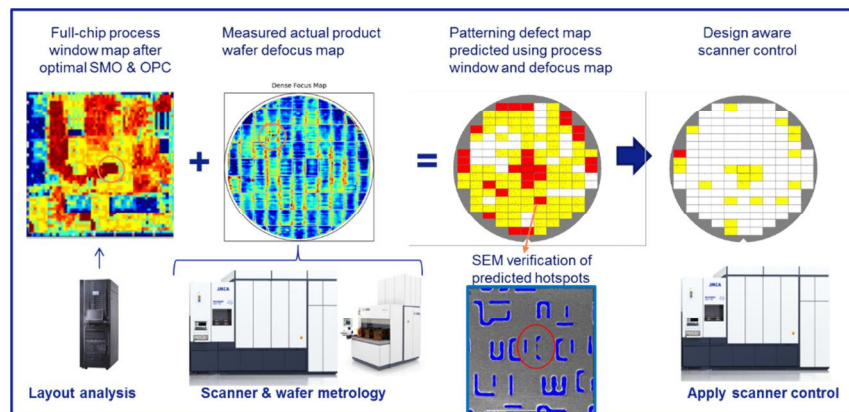 Full-chip process
window map after
optimal SMO & OPC
Measured actual product
wafer defocus map
Patterning defect map
predicted using process
window and defocus map
Design aware
scanner control
Dense Focus Map
+
=
SEM verification of
predicted hotspots
Layout analysis
Scanner & wafer metrology
Apply scanner control